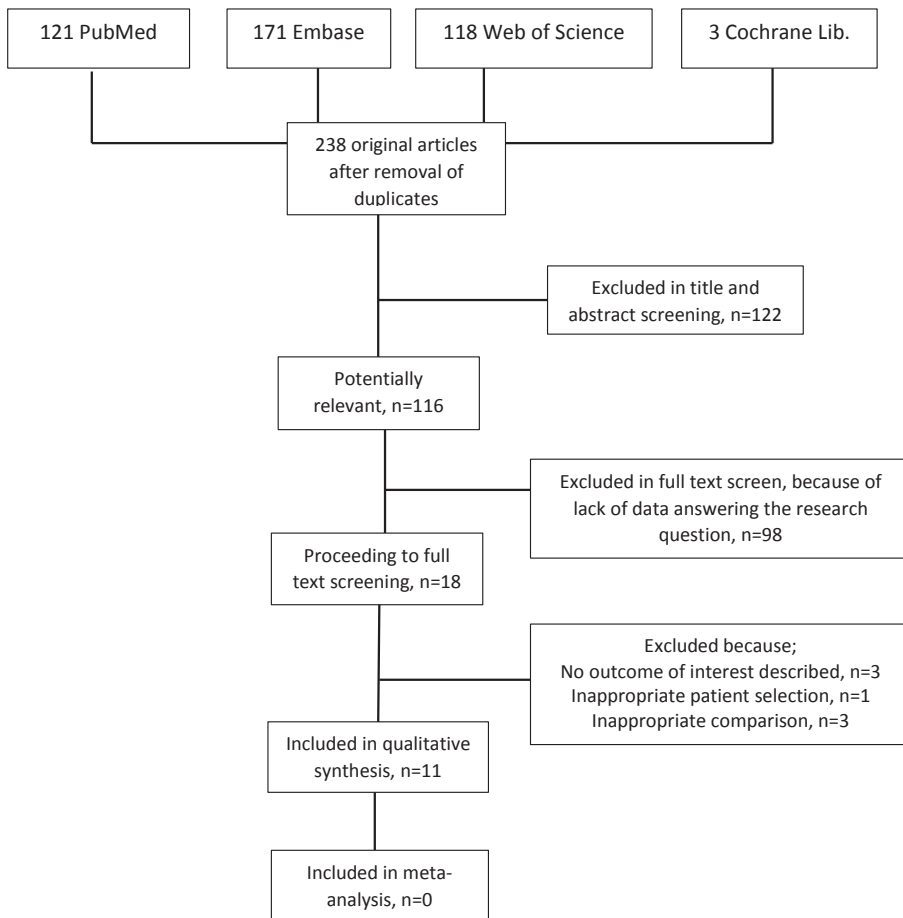 121 PubMed
171 Embase
118 Web of Science
3 Cochrane Lib.
238 original articles
after removal of
duplicates
Excluded in title and
abstract screening, n=122
Potentially
relevant, n=116
Excluded in full text screen, because of
lack of data answering the research
question, n=98
Proceeding to full
text screening, n=18
Excluded because;
No outcome of interest described, n=3
Inappropriate patient selection, n=1
Inappropriate comparison, n=3
Included in qualitative
synthesis, n=11
Included in meta-
analysis, n=0